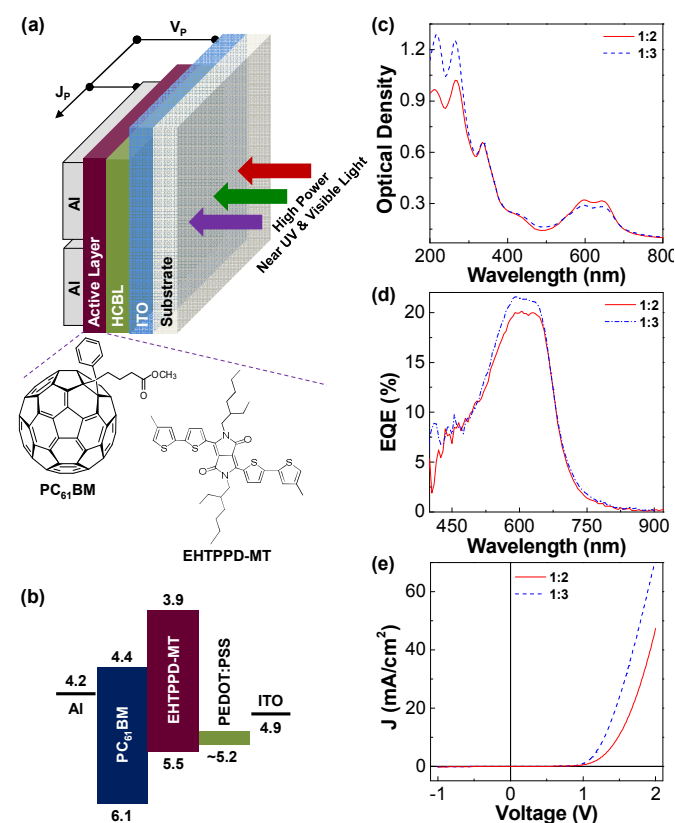 (a)
V_P
J_P
Al
Al
Active Layer
HCBL
ITO
Substrate
High Power
Near UV & Visible Light
OCH₃
O
PC₆₁BM
S
S
N
O
O
N
S
S
EHTPPD-MT
(b)
4.2
Al
4.4
PC₆₁BM
6.1
3.9
EHTPPD-MT
5.5
PEDOT:PSS
~5.2
ITO
4.9
(c)
1:2
1:3
Optical Density
1.2
0.9
0.6
0.3
200 300 400 500 600 700 800
Wavelength (nm)
(d)
1:2
1:3
EQE (%)
20
15
10
5
0
450 600 750 900
Wavelength (nm)
(e)
1:2
1:3
J (mA/cm²)
60
40
20
0
-1 0 1 2
Voltage (V)